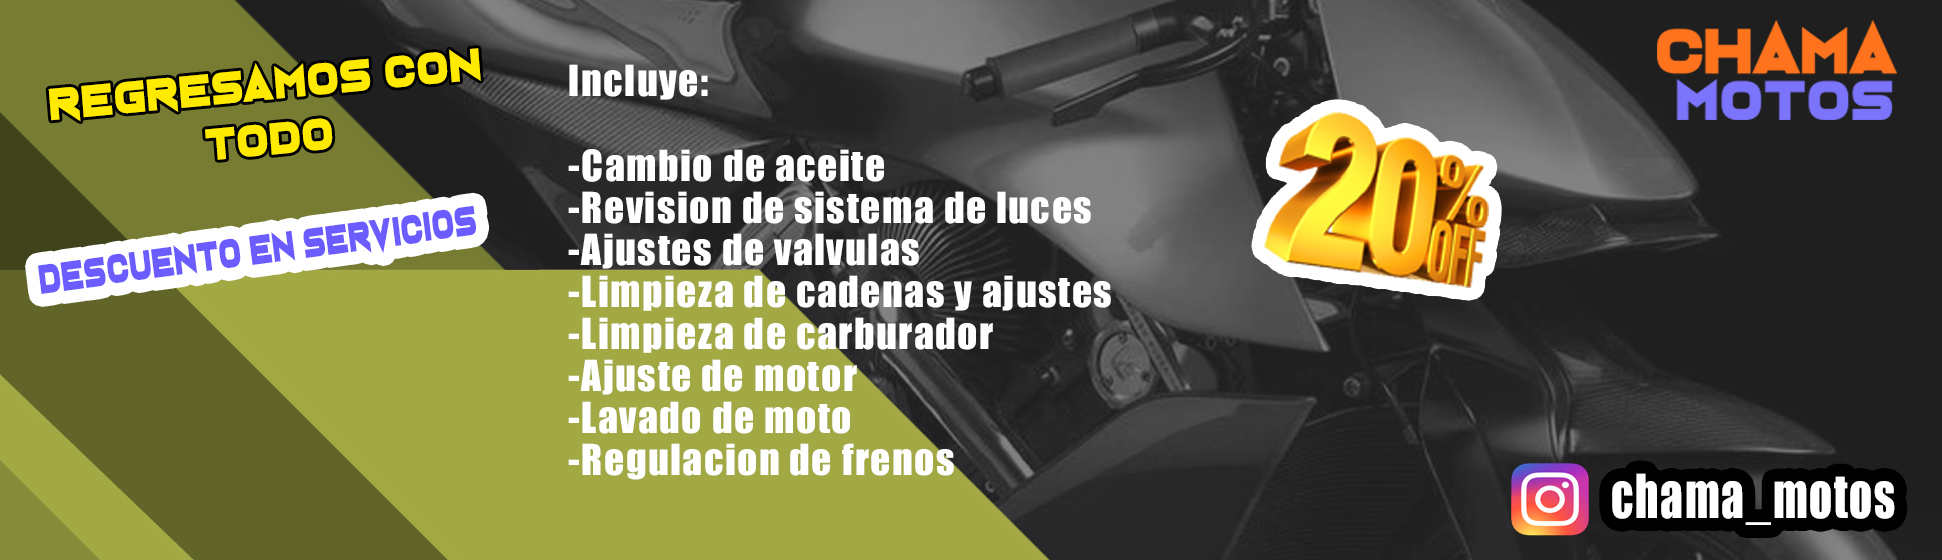 REGRESAMOS CON
TODO
DESCUENTO EN SERVICIOS
Incluye:
-Cambio de aceite
-Revision de sistema de luces
-Ajustes de valvulas
-Limpieza de cadenas y ajustes
-Limpieza de carburador
-Ajuste de motor
-Lavado de moto
-Regulacion de frenos
20% OFF
CHAMA
MOTOS
chama_motos